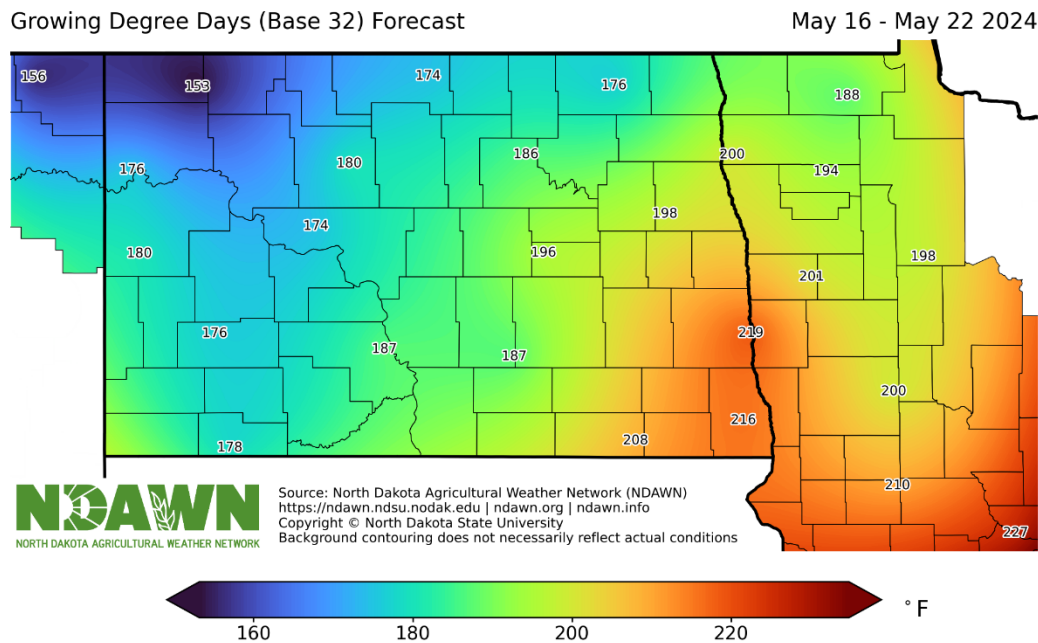 Growing Degree Days (Base 32) Forecast May 16 - May 22 2024
156 153 174 176 188
176 180 186 200 194
174 198
180 196 198
201
176 187 187 219
200
178 208 216
210
227
NDAWN
NORTH DAKOTA AGRICULTURAL WEATHER NETWORK
Source: North Dakota Agricultural Weather Network (NDAWN)
https://ndawn.ndsu.nodak.edu | ndawn.org | ndawn.info
Copyright © North Dakota State University
Background contouring does not necessarily reflect actual conditions
160 180 200 220 °F